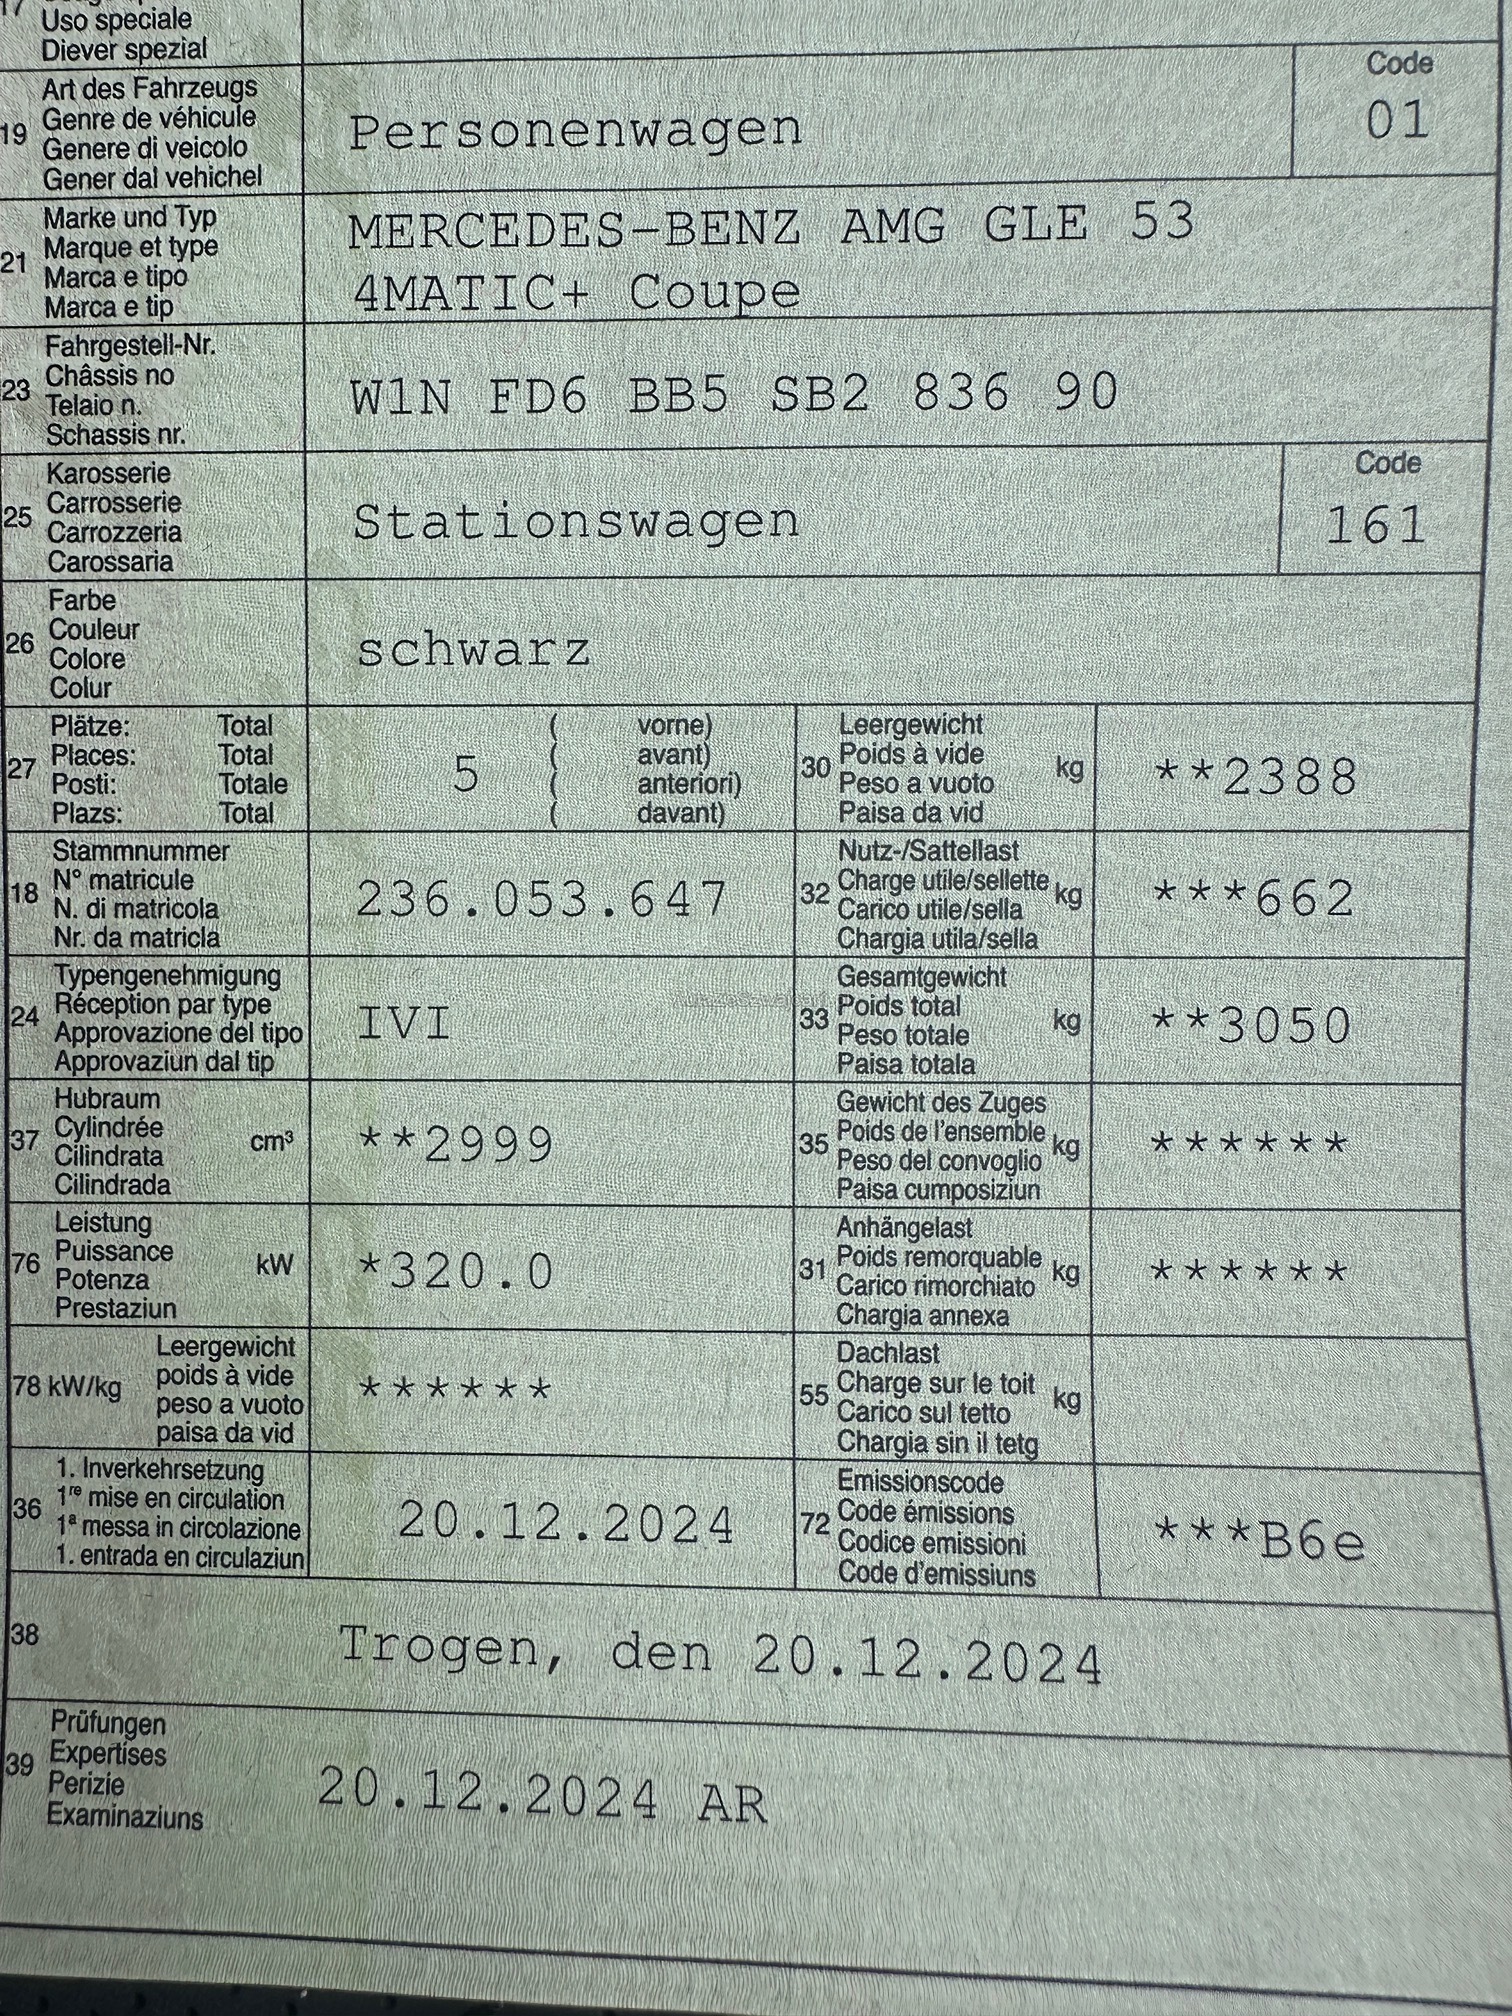 17
Uso speciale
Diever spezial
19 Art des Fahrzeugs
Genre de véhicule
Genere di veicolo
Gener dal vehichel
Personenwagen
Code
01
21 Marke und Typ
Marque et type
Marca e tipo
Marca e tip
MERCEDES-BENZ AMG GLE 53
4MATIC+ Coupe
23 Fahrgestell-Nr.
Châssis no
Telaio n.
Schassis nr.
W1N FD6 BB5 SB2 836 90
25 Karosserie
Carrosserie
Carrozzeria
Carossaria
Stationswagen
Code
161
26 Farbe
Couleur
Colore
Colur
schwarz
27 Plätze: Total
Places: Total
Posti: Totale
Plazs: Total
5
( vorne)
( avant)
( anteriori)
( davant)
30 Leergewicht
Poids à vide
Peso a vuoto
Paisa da vid
kg
**2388
18 Stammnummer
N° matricule
N. di matricola
Nr. da matricla
236.053.647
32 Nutz-/Sattellast
Charge utile/sellette
Carico utile/sella
Chargia utila/sella
kg
***662
24 Typengenehmigung
Réception par type
Approvazione del tipo
Approvaziun dal tip
IVI
33 Gesamtgewicht
Poids total
Peso totale
Paisa totala
kg
**3050
37 Hubraum
Cylindrée
Cilindrata
Cilindrada
cm³
**2999
35 Gewicht des Zuges
Poids de l'ensemble
Peso del convoglio
Paisa cumposiziun
kg
******
76 Leistung
Puissance
Potenza
Prestaziun
kW
*320.0
31 Anhängelast
Poids remorquable
Carico rimorchiato
Chargia annexa
kg
******
78 kW/kg
Leergewicht
poids à vide
peso a vuoto
paisa da vid
******
55 Dachlast
Charge sur le toit
Carico sul tetto
Chargia sin il tetg
kg
36 1. Inverkehrsetzung
1re mise en circulation
1ª messa in circolazione
1. entrada en circulaziun
20.12.2024
72 Emissionscode
Code émissions
Codice emissioni
Code d'emissiuns
***B6e
38
Trogen, den 20.12.2024
39 Prüfungen
Expertises
Perizie
Examinaziuns
20.12.2024 AR